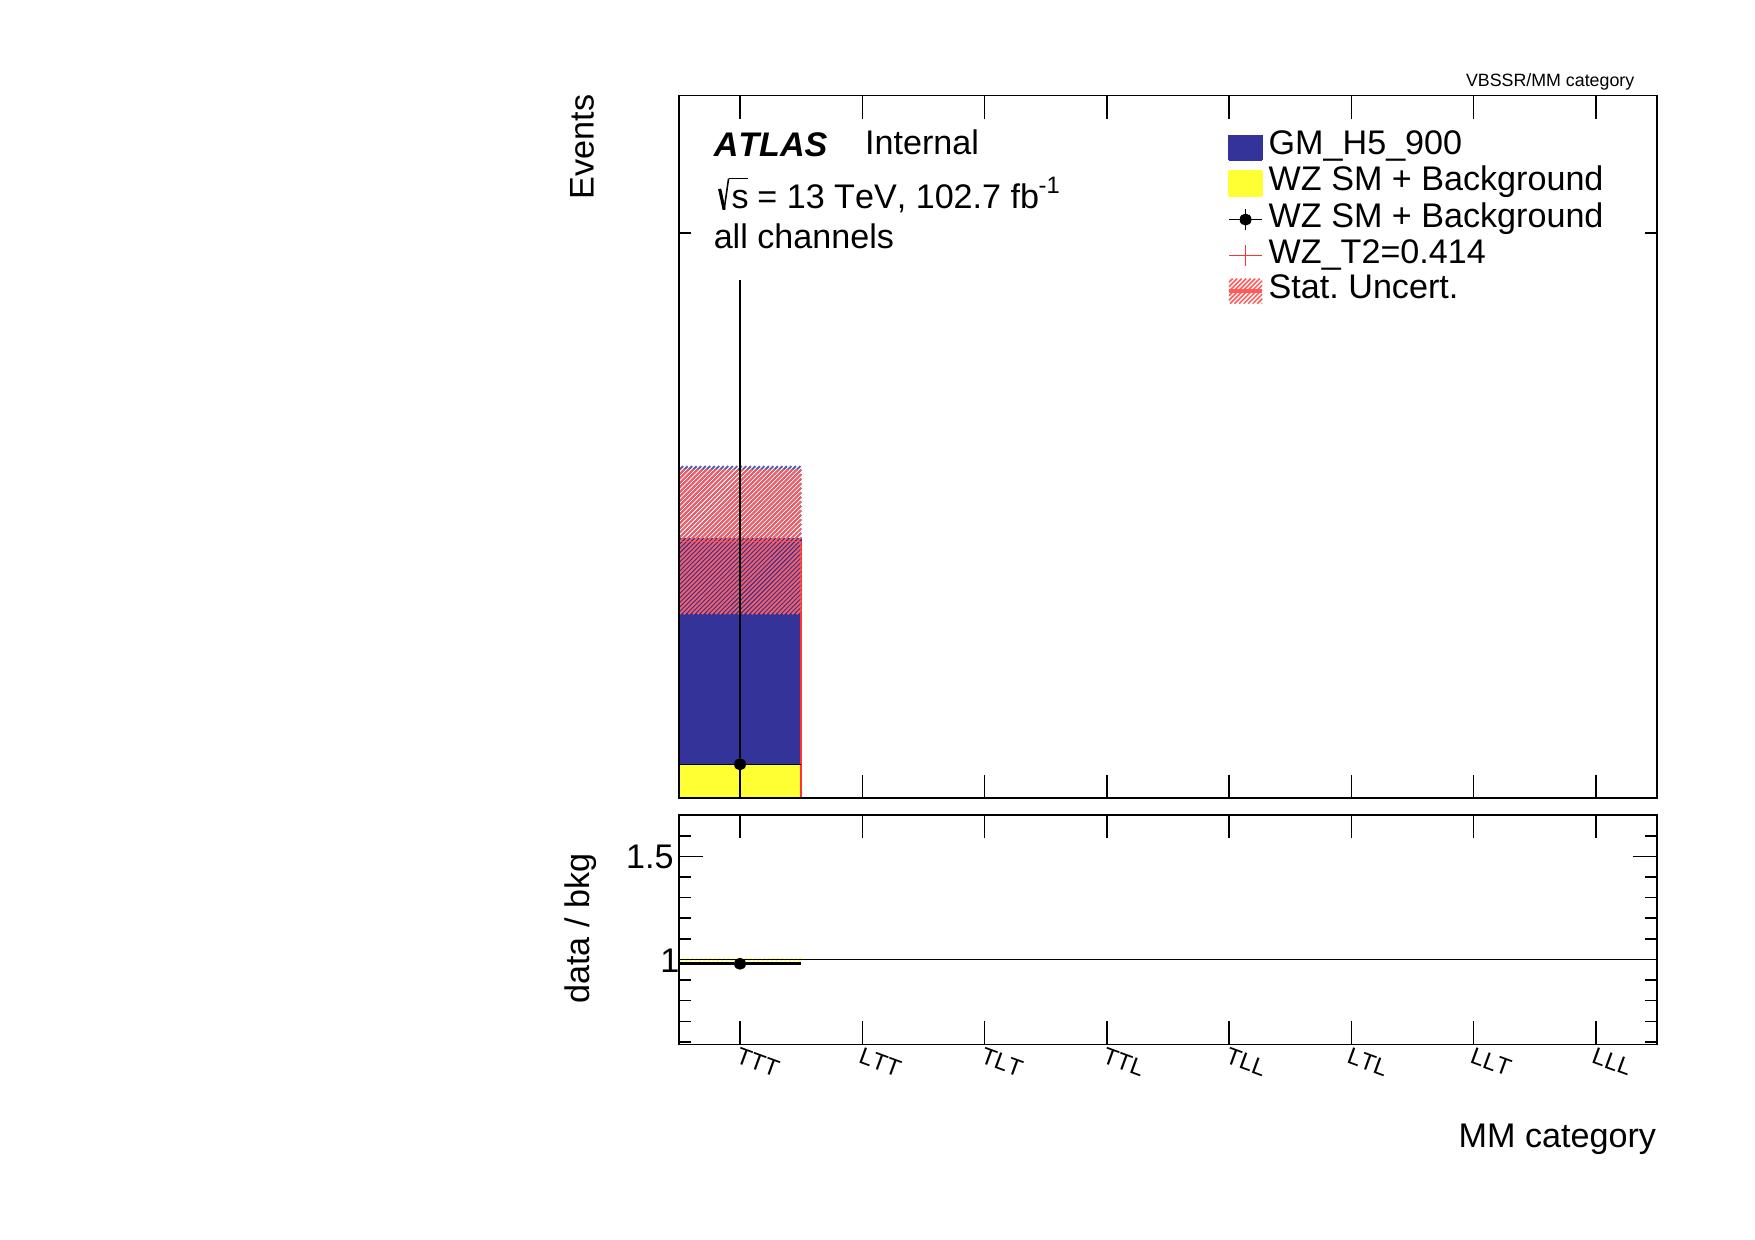 VBSSR/MM category
Events
ATLAS Internal
√s = 13 TeV, 102.7 fb-1
all channels
GM_H5_900
WZ SM + Background
WZ SM + Background
WZ_T2=0.414
Stat. Uncert.
data / bkg
1.5
1
TTT LTT TLT TTL TLL LTL LLT LLL
MM category